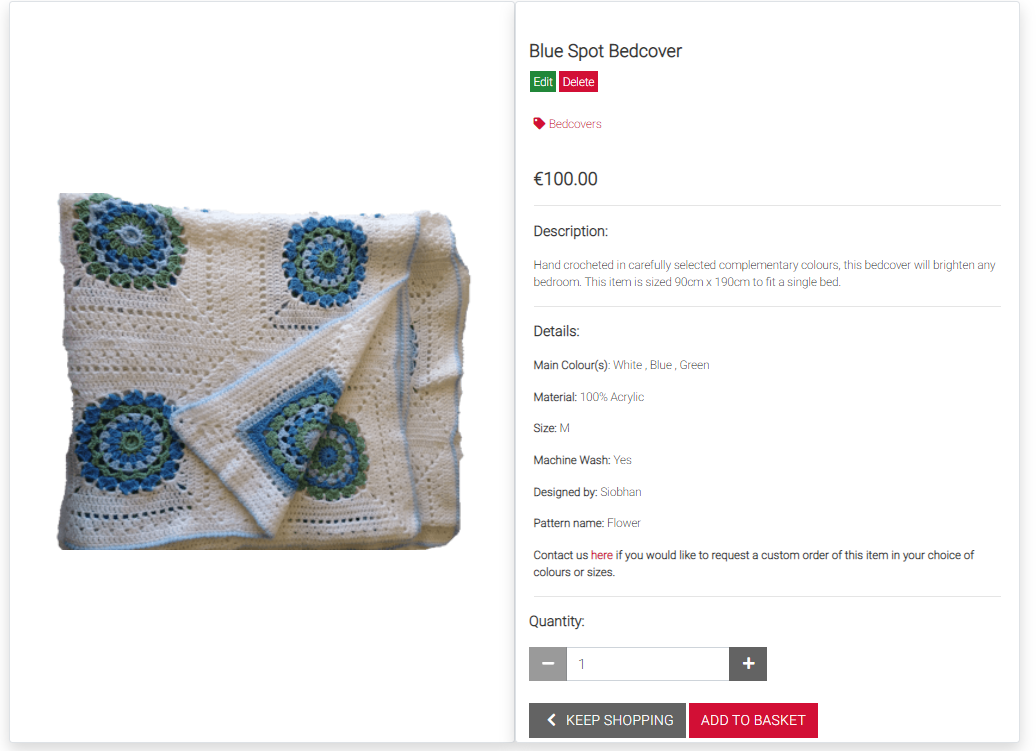 Blue Spot Bedcover
Edit Delete
Bedcovers
€100.00
Description:
Hand crocheted in carefully selected complementary colours, this bedcover will brighten any
bedroom. This item is sized 90cm x 190cm to fit a single bed.
Details:
Main Colour(s): White , Blue , Green
Material: 100% Acrylic
Size: M
Machine Wash: Yes
Designed by: Siobhan
Pattern name: Flower
Contact us here if you would like to request a custom order of this item in your choice of
colours or sizes.
Quantity:
1
KEEP SHOPPING ADD TO BASKET